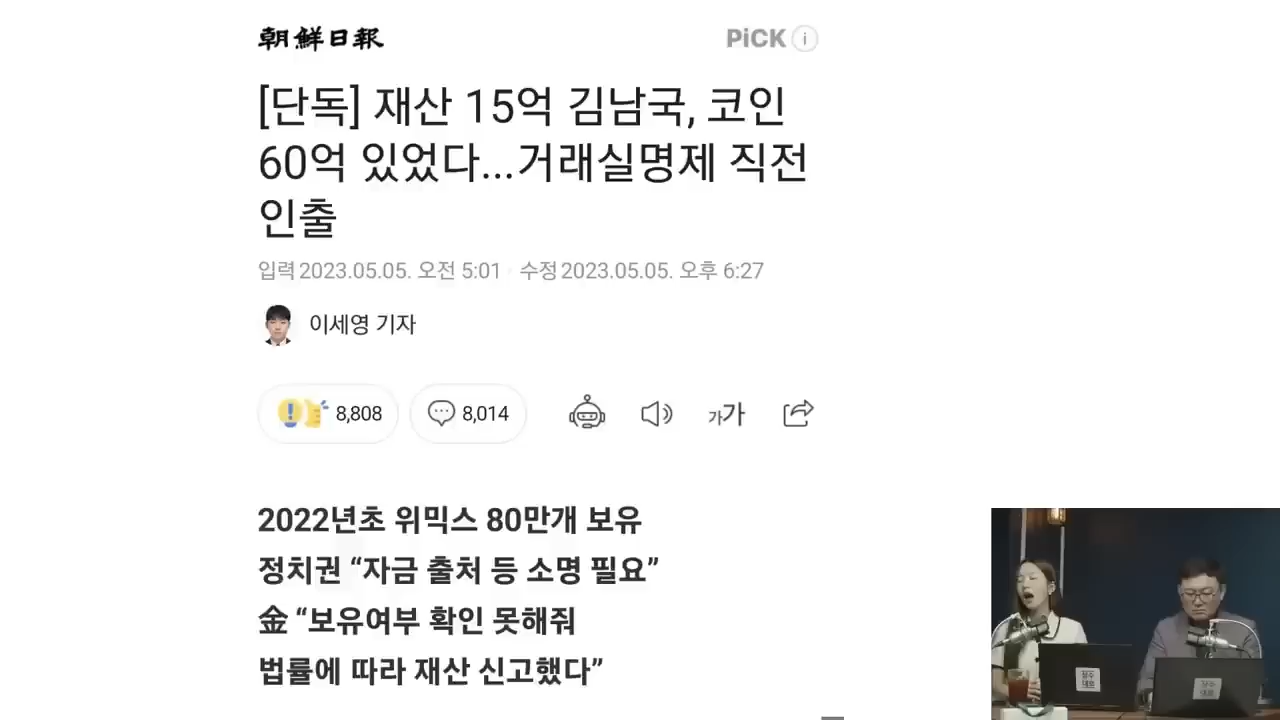 朝鮮日報
PiCK i
[단독] 재산 15억 김남국, 코인
60억 있었다...거래실명제 직전
인출
입력 2023.05.05. 오전 5:01 · 수정 2023.05.05. 오후 6:27
이세영 기자
8,808 8,014 가가
2022년초 위믹스 80만개 보유
정치권 “자금 출처 등 소명 필요”
金 “보유여부 확인 못해줘
법률에 따라 재산 신고했다”